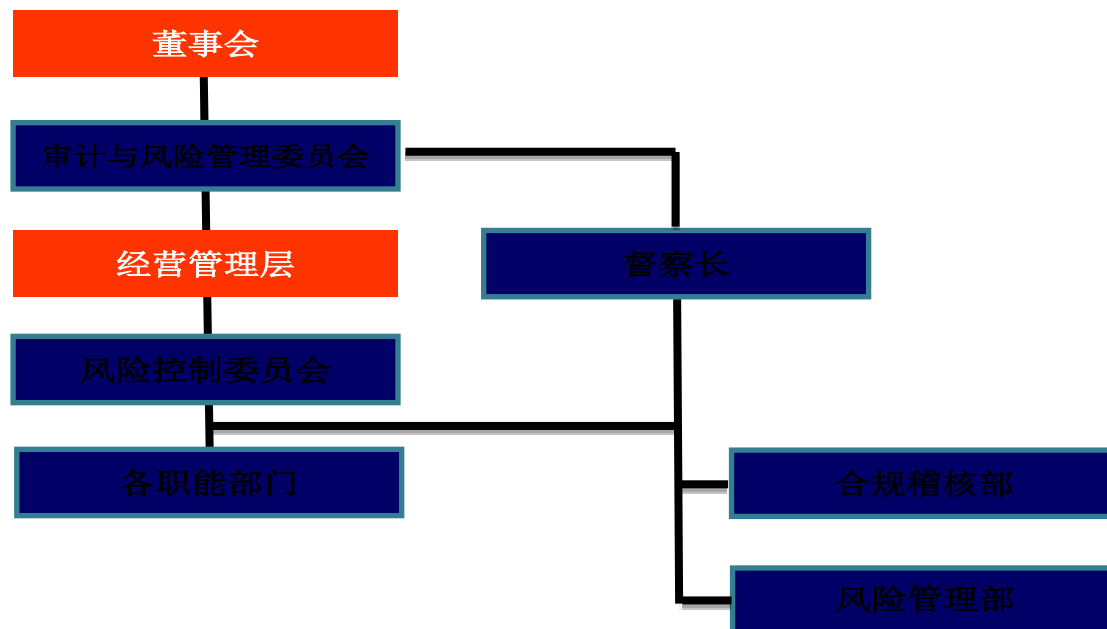 董事会
审计与风险管理委员会
经营管理层
督察长
风险控制委员会
各职能部门
合规稽核部
风险管理部